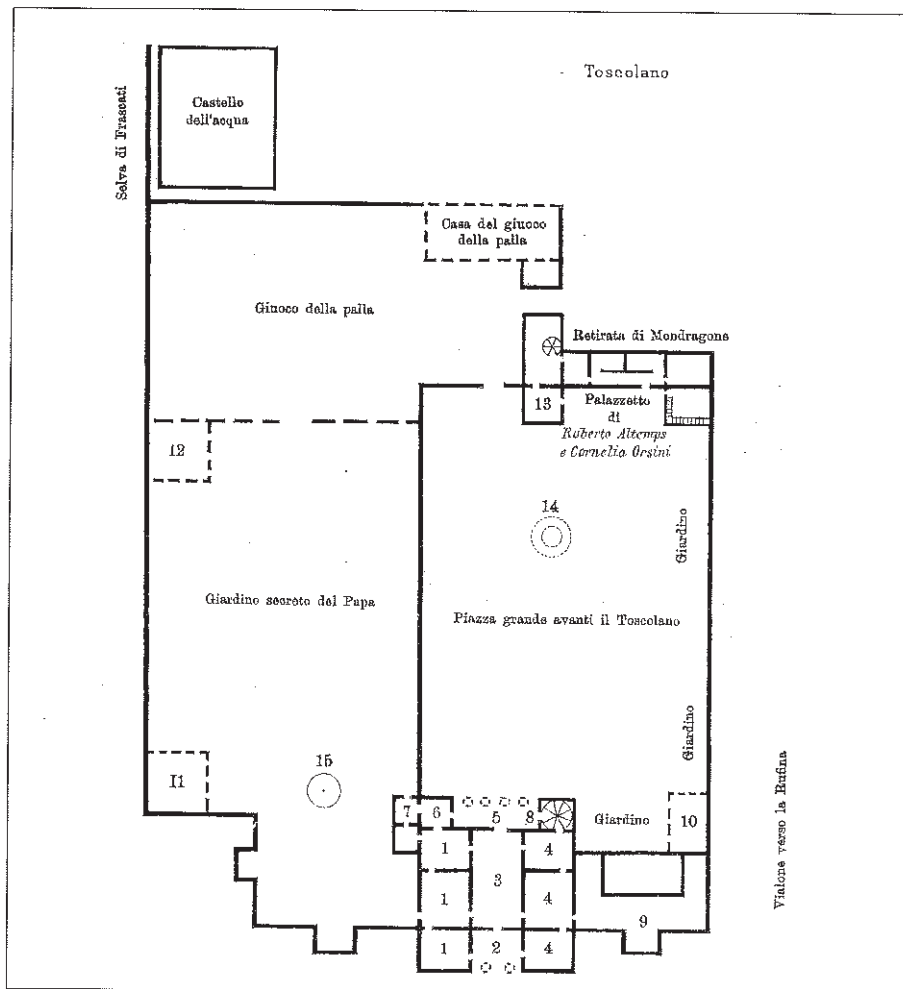 Toscolano
Castello
dell'acqua
Selva di Frascati
Casa del giuoco
della palla
Giuoco della palla
Retirata di Mondragone
13
Palazzetto
di
Roberto Altemps
e Cornelia Orsini
12
14
Giardino
Giardino secreto del Papa
Piazza grande avanti il Toscolano
Giardino
11
15
Vialone verso la Rufina
7
6
5
8
Giardino
10
1
4
3
1
4
9
1
2
4